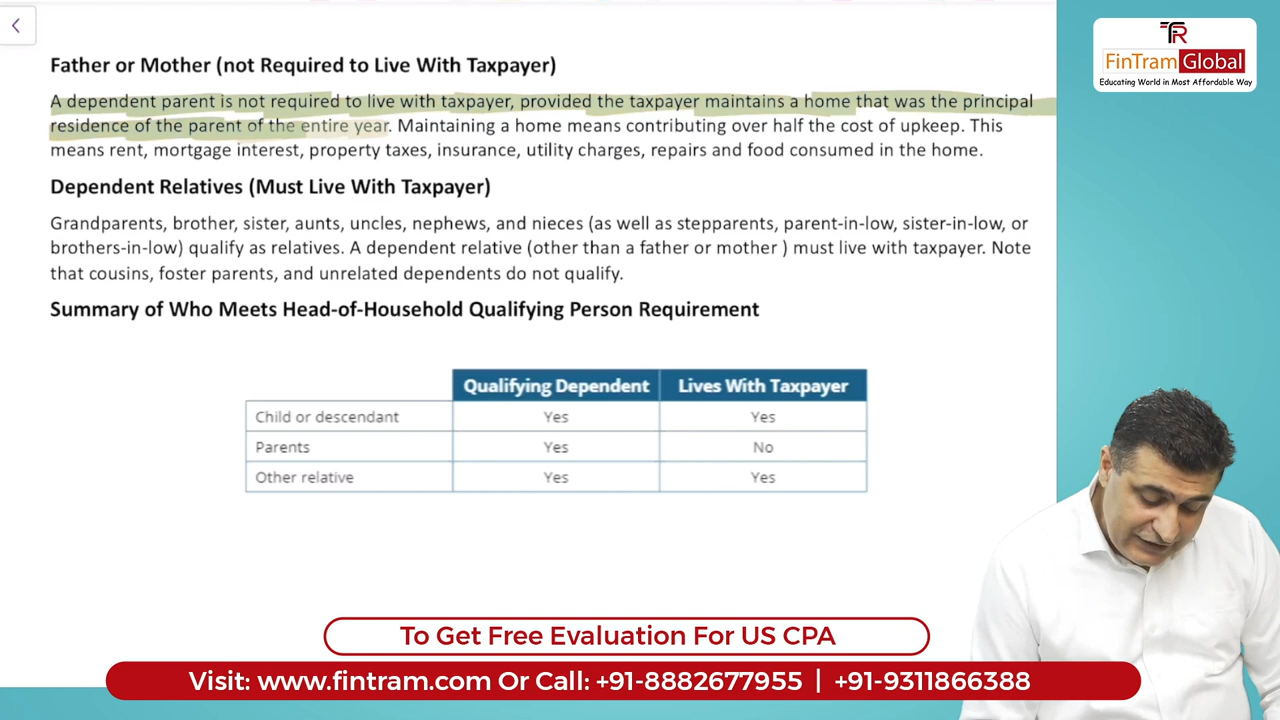 Father or Mother (not Required to Live With Taxpayer)
A dependent parent is not required to live with taxpayer, provided the taxpayer maintains a home that was the principal
residence of the parent of the entire year. Maintaining a home means contributing over half the cost of upkeep. This
means rent, mortgage interest, property taxes, insurance, utility charges, repairs and food consumed in the home.
Dependent Relatives (Must Live With Taxpayer)
Grandparents, brother, sister, aunts, uncles, nephews, and nieces (as well as stepparents, parent-in-low, sister-in-low, or
brothers-in-low) qualify as relatives. A dependent relative (other than a father or mother ) must live with taxpayer. Note
that cousins, foster parents, and unrelated dependents do not qualify.
Summary of Who Meets Head-of-Household Qualifying Person Requirement
Qualifying Dependent Lives With Taxpayer
Child or descendant Yes Yes
Parents Yes No
Other relative Yes Yes
FinTram Global
Educating World in Most Affordable Way
To Get Free Evaluation For US CPA
Visit: www.fintram.com Or Call: +91-8882677955 | +91-9311866388